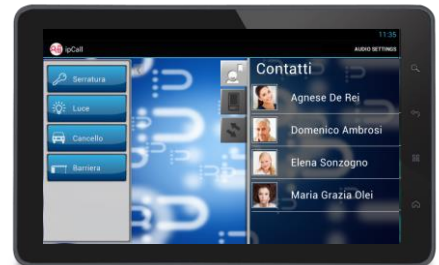 11:35
ipCall
AUDIO SETTINGS
Serratura
Luce
Cancello
Barriera
Contatti
Agnese De Rei
Domenico Ambrosi
Elena Sonzogno
Maria Grazia Olei